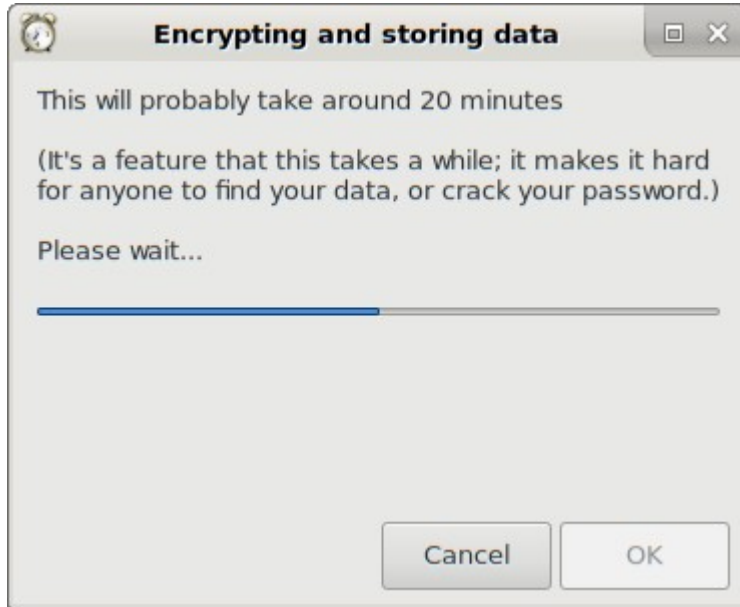 Encrypting and storing data
This will probably take around 20 minutes
(It's a feature that this takes a while; it makes it hard
for anyone to find your data, or crack your password.)
Please wait...
Cancel
OK